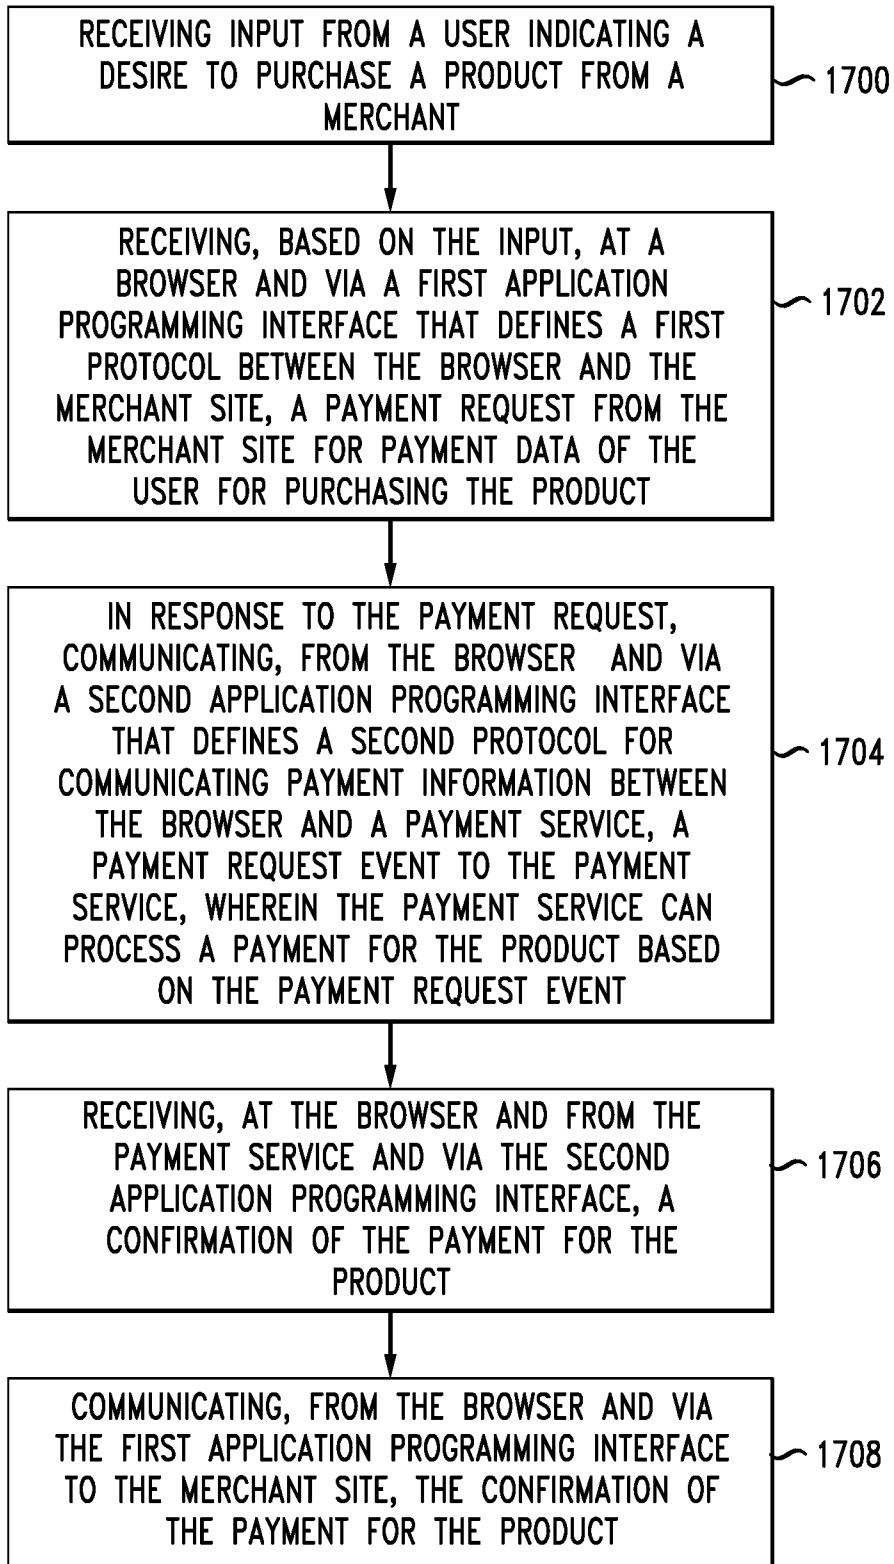 RECEIVING INPUT FROM A USER INDICATING A
DESIRE TO PURCHASE A PRODUCT FROM A
MERCHANT
1700
RECEIVING, BASED ON THE INPUT, AT A
BROWSER AND VIA A FIRST APPLICATION
PROGRAMMING INTERFACE THAT DEFINES A FIRST
PROTOCOL BETWEEN THE BROWSER AND THE
MERCHANT SITE, A PAYMENT REQUEST FROM THE
MERCHANT SITE FOR PAYMENT DATA OF THE
USER FOR PURCHASING THE PRODUCT
1702
IN RESPONSE TO THE PAYMENT REQUEST,
COMMUNICATING, FROM THE BROWSER AND VIA
A SECOND APPLICATION PROGRAMMING INTERFACE
THAT DEFINES A SECOND PROTOCOL FOR
COMMUNICATING PAYMENT INFORMATION BETWEEN
THE BROWSER AND A PAYMENT SERVICE, A
PAYMENT REQUEST EVENT TO THE PAYMENT
SERVICE, WHEREIN THE PAYMENT SERVICE CAN
PROCESS A PAYMENT FOR THE PRODUCT BASED
ON THE PAYMENT REQUEST EVENT
1704
RECEIVING, AT THE BROWSER AND FROM THE
PAYMENT SERVICE AND VIA THE SECOND
APPLICATION PROGRAMMING INTERFACE, A
CONFIRMATION OF THE PAYMENT FOR THE
PRODUCT
1706
COMMUNICATING, FROM THE BROWSER AND VIA
THE FIRST APPLICATION PROGRAMMING INTERFACE
TO THE MERCHANT SITE, THE CONFIRMATION OF
THE PAYMENT FOR THE PRODUCT
1708